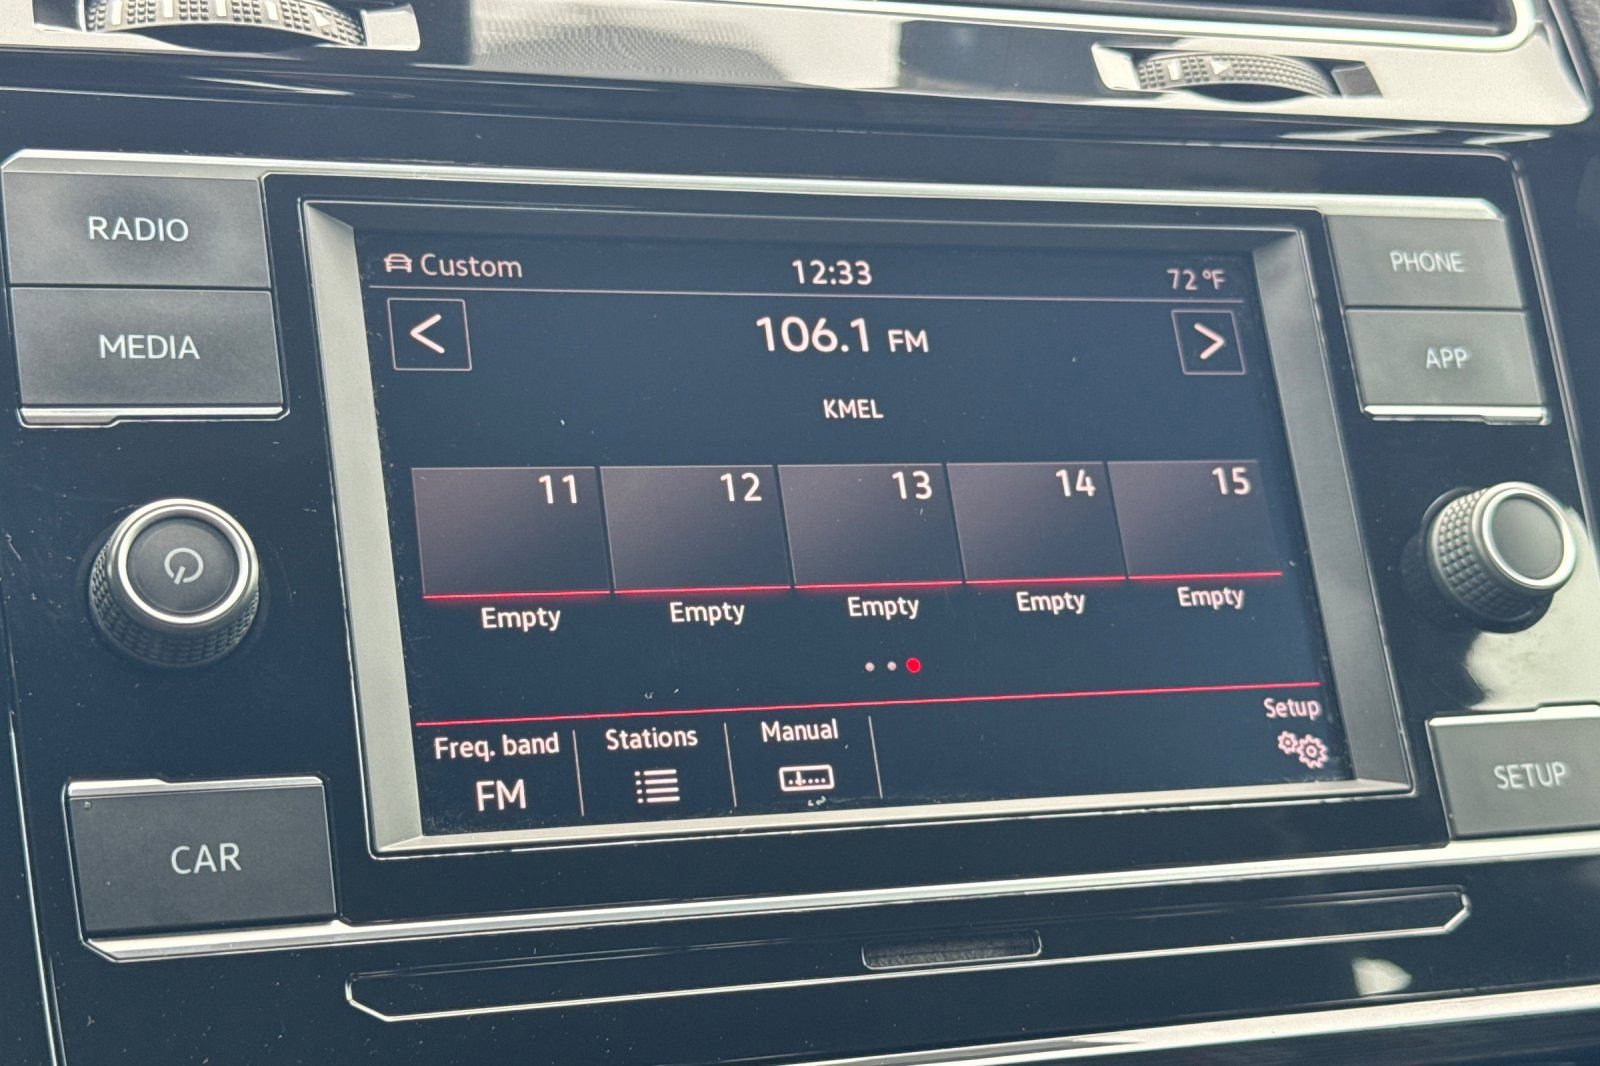 RADIO
MEDIA
CAR
Custom
12:33
72 °F
<
106.1 FM
>
KMEL
11
12
13
14
15
Empty
Empty
Empty
Empty
Empty
Freq. band
FM
Stations
Manual
Setup
PHONE
APP
SETUP